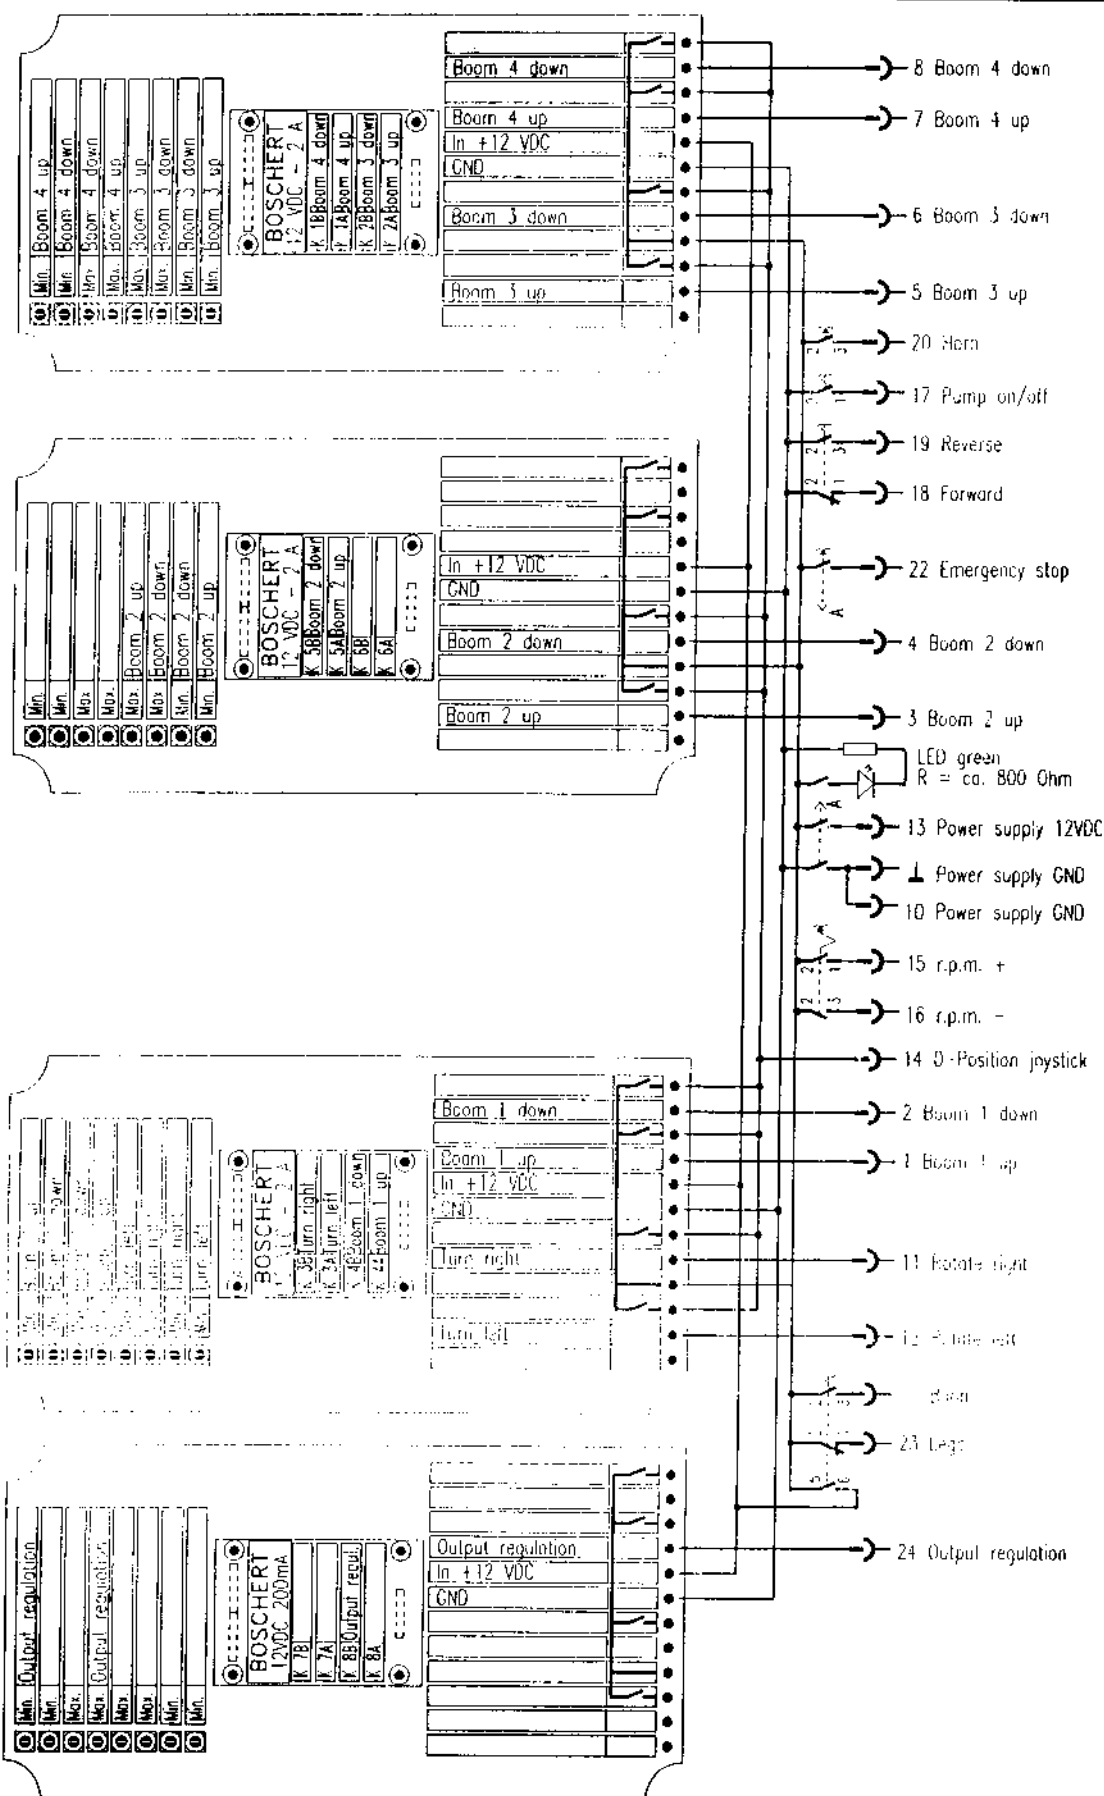 Boom 4 down
Boom 4 up
In +12 VDC
GND
Boom 3 down
Boom 3 up
Min. Boom 4 up
Min. Boom 4 down
Max. Boom 4 down
Max. Boom 4 up
Max. Boom 3 up
Max. Boom 3 down
Min. Boom 3 down
Min. Boom 3 up
BOSCHERT
12 VDC - 2 A
K 1B Boom 4 down
K 1A Boom 4 up
K 2B Boom 3 down
K 2A Boom 3 up
8 Boom 4 down
7 Boom 4 up
6 Boom 3 down
5 Boom 3 up
20 Horn
17 Pump on/off
19 Reverse
18 Forward
22 Emergency stop
4 Boom 2 down
3 Boom 2 up
LED green
R = ca. 800 Ohm
13 Power supply 12VDC
Power supply GND
10 Power supply GND
15 r.p.m. +
16 r.p.m. -
14 0-Position joystick
2 Boom 1 down
1 Boom 1 up
11 Rotate right
12 Rotate left
23 Legs
24 Output regulation
In +12 VDC
GND
Boom 2 down
Boom 2 up
Min.
Min.
Max.
Max.
Max. Boom 2 up
Max. Boom 2 down
Min. Boom 2 down
Min. Boom 2 up
BOSCHERT
12 VDC - 2 A
K 5B Boom 2 down
K 5A Boom 2 up
K 6B
K 6A
Boom 1 down
Boom 1 up
In +12 VDC
GND
Turn right
Turn left
BOSCHERT
K 3B Turn right
K 3A Turn left
K 4B Boom 1 down
K 4A Boom 1 up
Output regulation
In +12 VDC
GND
Min. Output regulation
Min.
Max.
Max. Output regulation
Max.
Max.
Min.
Min.
BOSCHERT
12VDC 200mA
K 7B
K 7A
K 8B Output regul.
K 8A